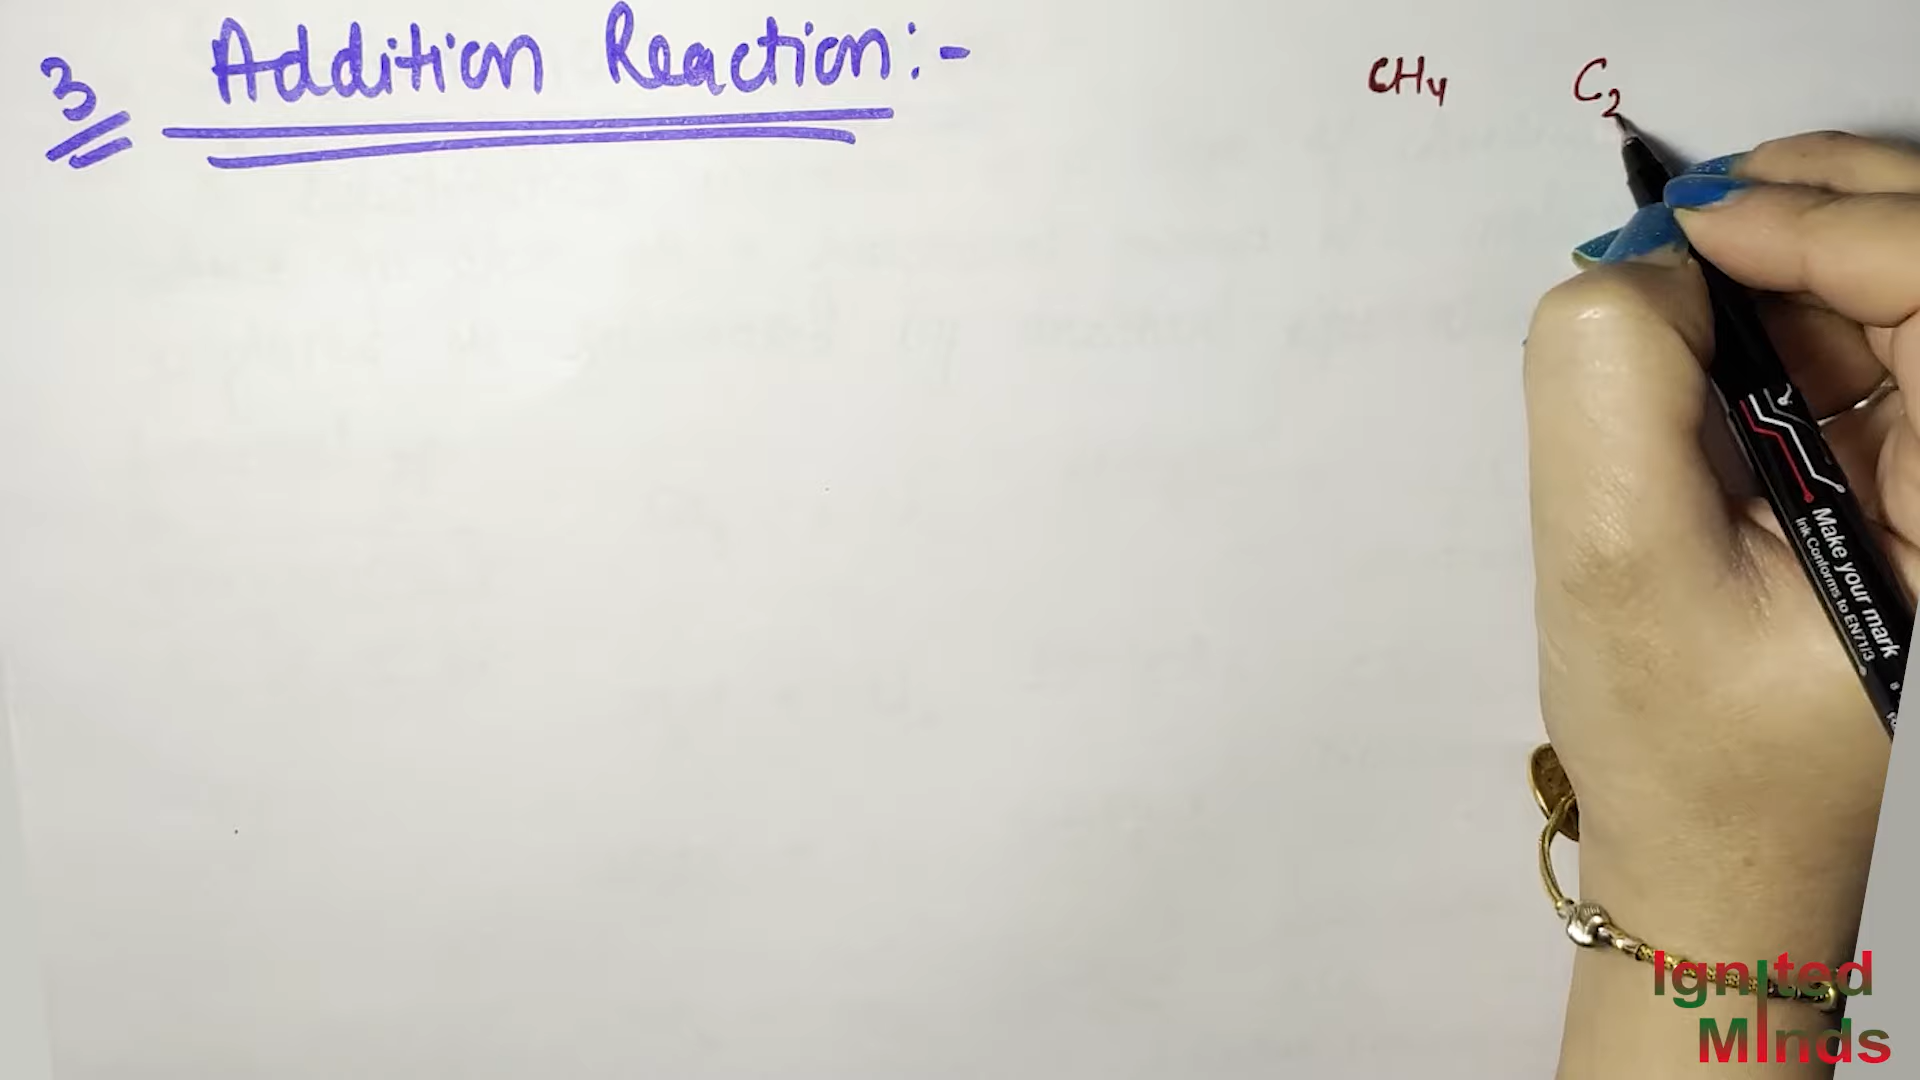 3 Addition Reaction:-
CH4 C2
Make your mark
Ink Conforms to EN71/3
Ignited
Minds